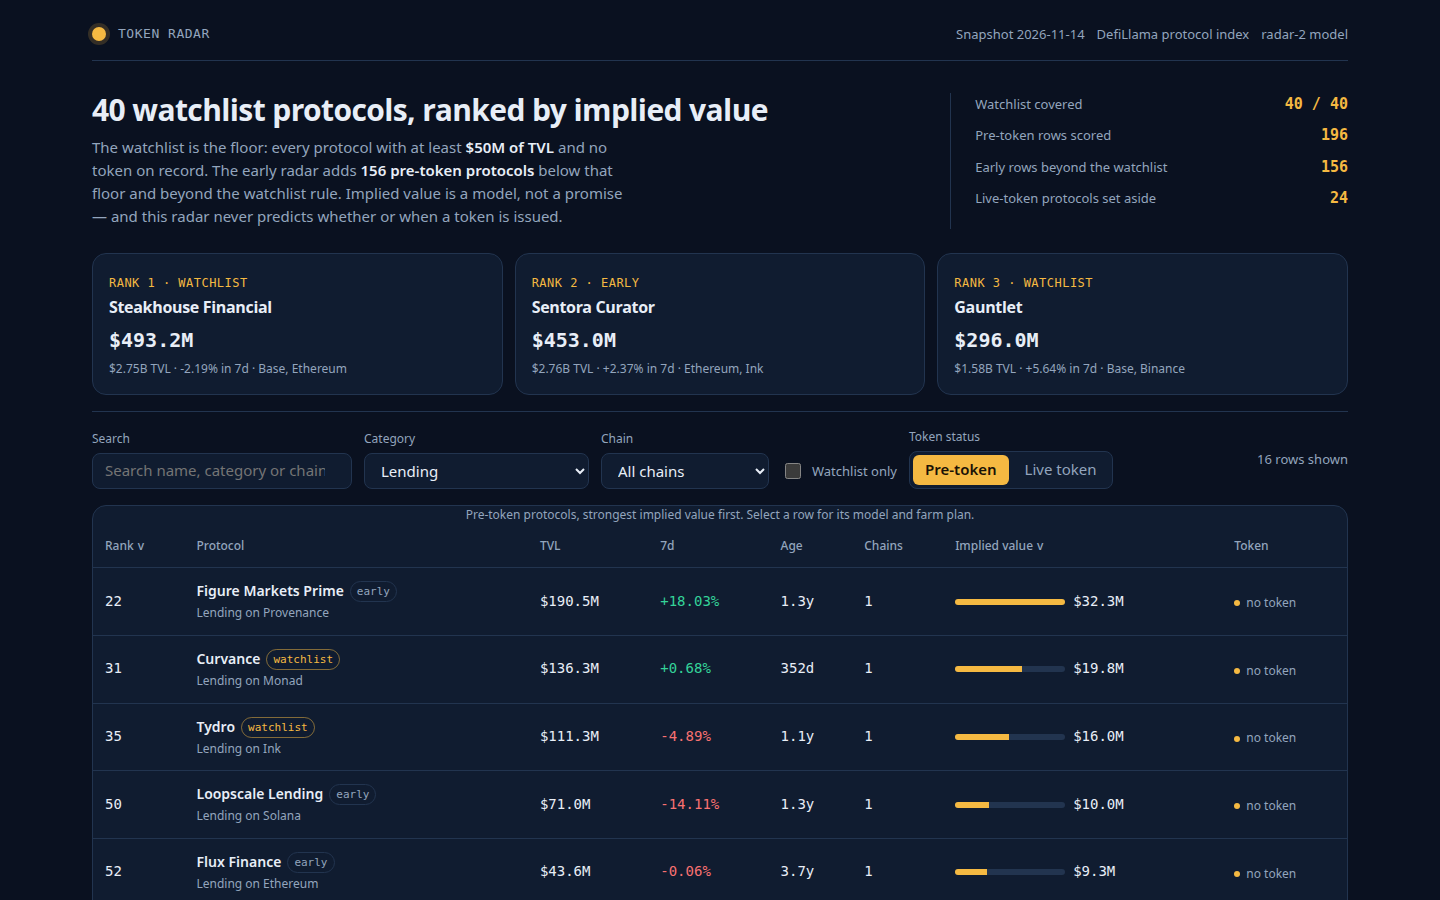 TOKEN RADAR
Snapshot 2026-11-14 DefiLlama protocol index radar-2 model
40 watchlist protocols, ranked by implied value
The watchlist is the floor: every protocol with at least $50M of TVL and no
token on record. The early radar adds 156 pre-token protocols below that
floor and beyond the watchlist rule. Implied value is a model, not a promise
— and this radar never predicts whether or when a token is issued.
Watchlist covered 40 / 40
Pre-token rows scored 196
Early rows beyond the watchlist 156
Live-token protocols set aside 24
RANK 1 · WATCHLIST
Steakhouse Financial
$493.2M
$2.75B TVL · -2.19% in 7d · Base, Ethereum
RANK 2 · EARLY
Sentora Curator
$453.0M
$2.76B TVL · +2.37% in 7d · Ethereum, Ink
RANK 3 · WATCHLIST
Gauntlet
$296.0M
$1.58B TVL · +5.64% in 7d · Base, Binance
Search
Search name, category or chain
Category
Lending
Chain
All chains
Watchlist only
Token status
Pre-token Live token
16 rows shown
Pre-token protocols, strongest implied value first. Select a row for its model and farm plan.
Rank v Protocol TVL 7d Age Chains Implied value v Token
22 Figure Markets Prime early $190.5M +18.03% 1.3y 1 $32.3M no token
Lending on Provenance
31 Curvance watchlist $136.3M +0.68% 352d 1 $19.8M no token
Lending on Monad
35 Tydro watchlist $111.3M -4.89% 1.1y 1 $16.0M no token
Lending on Ink
50 Loopscale Lending early $71.0M -14.11% 1.3y 1 $10.0M no token
Lending on Solana
52 Flux Finance early $43.6M -0.06% 3.7y 1 $9.3M no token
Lending on Ethereum